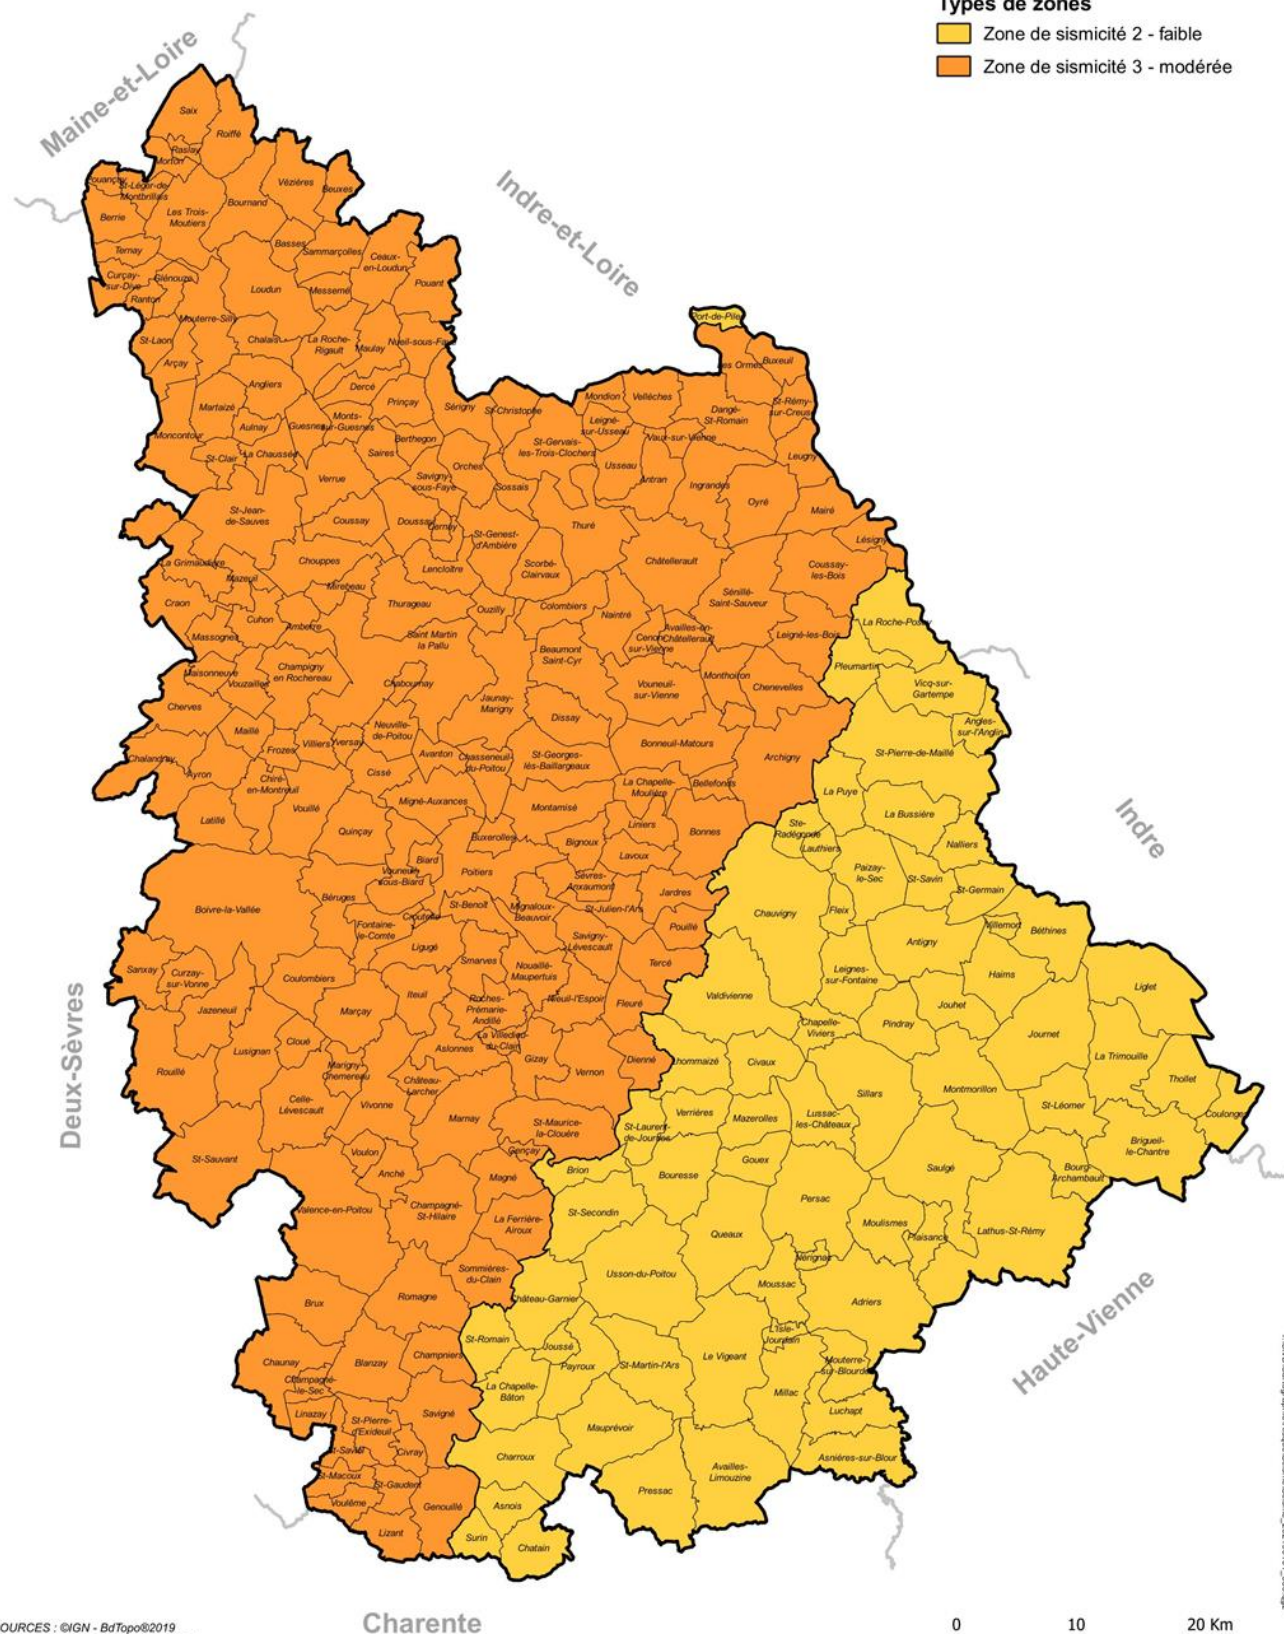 Types de zones
Zone de sismicité 2 - faible
Zone de sismicité 3 - modérée
Maine-et-Loire
Indre-et-Loire
Indre
Deux-Sèvres
Haute-Vienne
Charente
Saix
Roiffé
Raslay
Morton
Pouançay
St-Léger-de-
Montbrillais
Vézières
Beuxes
Bournand
Berrie
Les Trois-
Moutiers
Ternay
Basses
Sammarçolles
Ceaux-
en-Loudun
Curçay-
sur-Dive
Glénouze
Ranton
Loudun
Messemé
Pouant
Port-de-Piles
Mouterre-Silly
St-Laon
Chalais
La Roche-
Rigault
Maulay
Nueil-sous-Faye
Arçay
Les Ormes
Buxeuil
Angliers
Dercé
Prinçay
Mondion
Vellèches
Martaizé
Sérigny
St-Christophe
Dangé-
St-Romain
St-Rémy-
sur-Creuse
Aulnay
Guesnes
Monts-
sur-Guesnes
Leigné-
sur-Usseau
Moncontour
Berthegon
Vaux-sur-Vienne
St-Clair
La Chaussée
Saires
St-Gervais-
les-Trois-Clochers
Leugny
Verrue
Savigny-
sous-Faye
Orches
Usseau
Sossais
Antran
Ingrandes
Oyré
Mairé
St-Jean-
de-Sauves
Coussay
Doussay
Cernay
St-Genest-
d'Ambière
Thuré
Lésigny
La Grimaudière
Chouppes
Lencloître
Scorbé-
Clairvaux
Châtellerault
Coussay-
les-Bois
Mazeuil
Mirebeau
Craon
Cuhon
Amberre
Thurageau
Ouzilly
Colombiers
Naintré
Sénillé-
Saint-Sauveur
La Roche-Posay
Massognes
Saint Martin
la Pallu
Cenon-
sur-Vienne
Availles-en-
Châtellerault
Leigné-les-Bois
Maisonneuve
Vouzailles
Champigny
en Rochereau
Chabournay
Beaumont
Saint-Cyr
Vouneuil-
sur-Vienne
Monthoiron
Chenevelles
Pleumartin
Vicq-sur-
Gartempe
Cherves
Jaunay-
Marigny
Dissay
Angles-
sur-l'Anglin
Maillé
Frozes
Villiers
Yversay
Neuville-
de-Poitou
Avanton
Chasseneuil-
du-Poitou
St-Georges-
lès-Baillargeaux
Bonneuil-Matours
Archigny
St-Pierre-de-Maillé
Chalandray
Ayron
Chiré-
en-Montreuil
Cissé
La Chapelle-
Moulière
Bellefonds
La Puye
Latillé
Vouillé
Migné-Auxances
Montamisé
La Bussière
Quinçay
Buxerolles
Bignoux
Liniers
Bonnes
Ste-
Radégonde
Lauthiers
Nalliers
Biard
Vouneuil-
sous-Biard
Poitiers
Lavoux
Paizay-
le-Sec
St-Savin
St-Germain
Sèvres-
Anxaumont
Jardres
Boivre-la-Vallée
Béruges
St-Benoît
Mignaloux-
Beauvoir
St-Julien-l'Ars
Chauvigny
Fleix
Fontaine-
le-Comte
Croutelle
Pouillé
Villemort
Béthines
Ligugé
Savigny-
Lévescault
Antigny
Sanxay
Curzay-
sur-Vonne
Coulombiers
Smarves
Nouaillé-
Maupertuis
Tercé
Leignes-
sur-Fontaine
Haims
Liglet
Jazeneuil
Marçay
Iteuil
Roches-
Prémarie-
Andillé
Nieuil-l'Espoir
Fleuré
Valdivienne
Jouhet
Chapelle-
Viviers
Pindray
Journet
Lusignan
Cloué
Aslonnes
La Villedieu-
du-Clain
Gizay
Dienné
Lhommaizé
Civaux
La Trimouille
Rouillé
Marigny-
Chemereau
Château-
Larcher
Vernon
Sillars
Montmorillon
Thollet
Celle-
Lévescault
Vivonne
Marnay
St-Maurice-
la-Clouère
St-Laurent-
de-Jourdes
Verrières
Mazerolles
Lussac-
les-Châteaux
St-Léomer
Coulonges
St-Sauvant
Voulon
Gençay
Gouex
Brigueil-
le-Chantre
Anché
Magné
Brion
Bouresse
Saulgé
Bourg-
Archambault
Valence-en-Poitou
Champagné-
St-Hilaire
La Ferrière-
Airoux
St-Secondin
Persac
Moulismes
Plaisance
Lathus-St-Rémy
Queaux
Nérignac
Sommières-
du-Clain
Usson-du-Poitou
Moussac
Brux
Romagne
Château-Garnier
Adriers
St-Romain
Joussé
L'Isle-
Jourdain
Chaunay
Blanzay
Champniers
Payroux
St-Martin-l'Ars
Le Vigeant
Mouterre-
sur-Blourde
Champagné-
le-Sec
La Chapelle-
Bâton
Millac
Linazay
St-Pierre-
d'Exideuil
Savigné
Mauprévoir
Luchapt
St-Saviol
Civray
Charroux
Availles-
Limouzine
Asnières-sur-Blour
St-Macoux
St-Gaudent
Pressac
Voulême
Genouillé
Asnois
Lizant
Surin
Chatain
OURCES : ©IGN - BdTopo®2019
0 10 20 Km